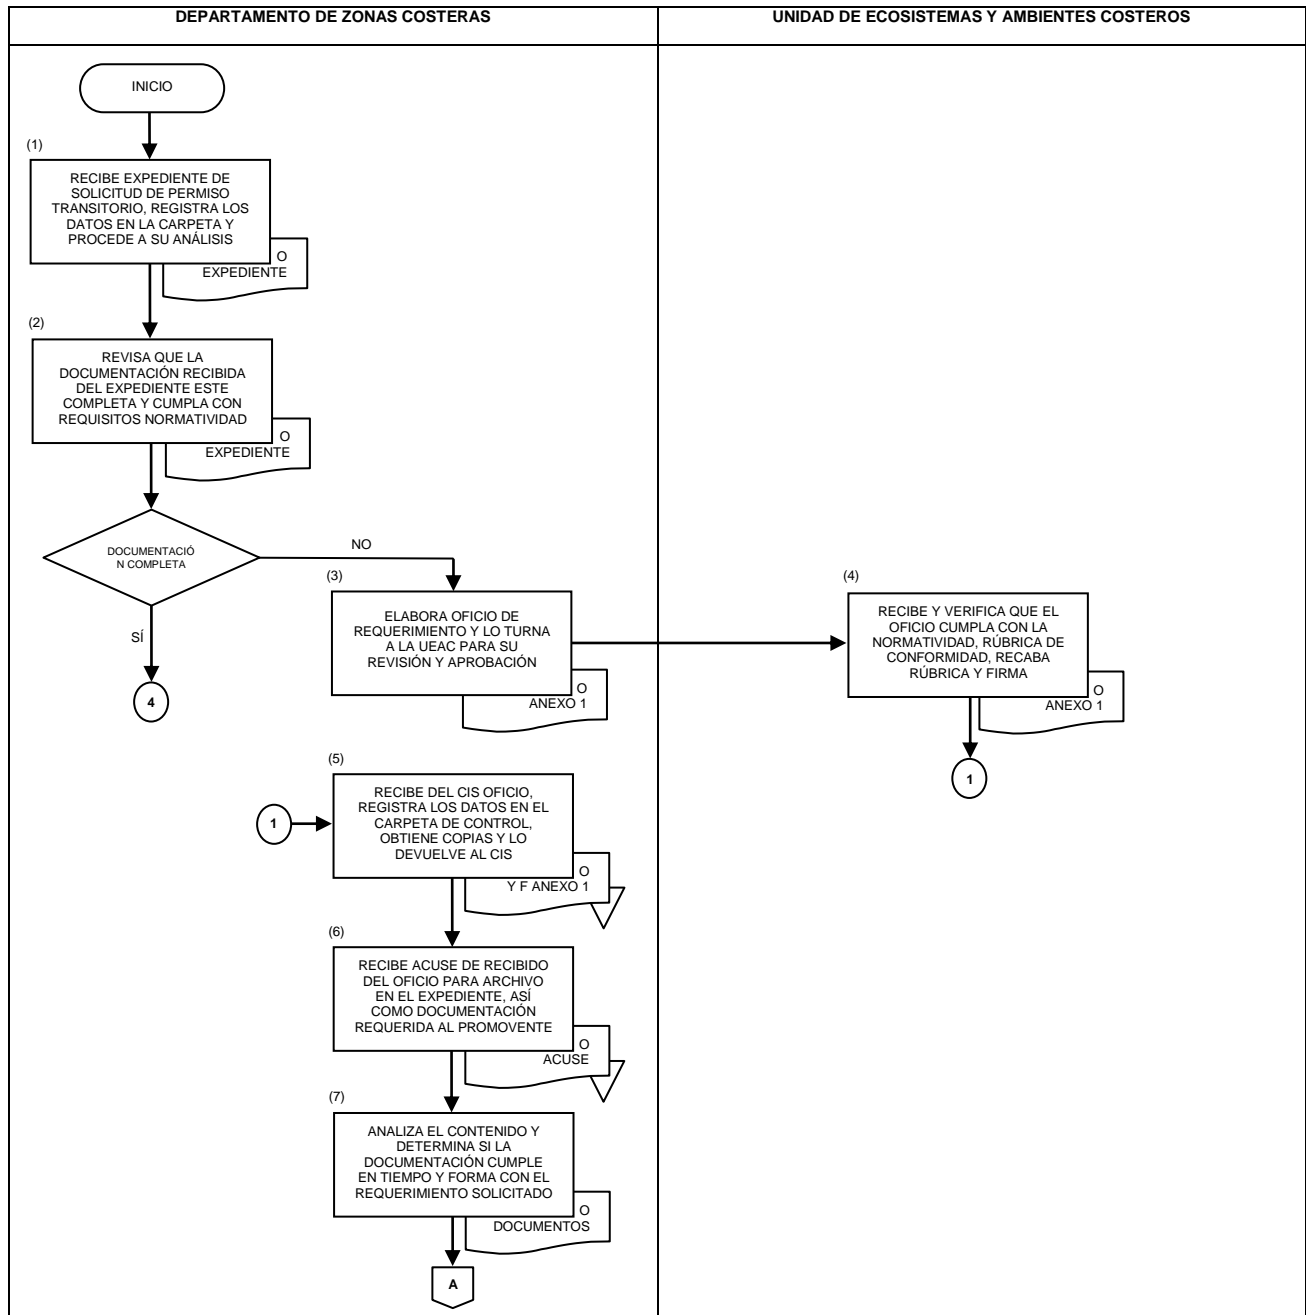 DEPARTAMENTO DE ZONAS COSTERAS
UNIDAD DE ECOSISTEMAS Y AMBIENTES COSTEROS
INICIO
(1)
RECIBE EXPEDIENTE DE
SOLICITUD DE PERMISO
TRANSITORIO, REGISTRA LOS
DATOS EN LA CARPETA Y
PROCEDE A SU ANÁLISIS
O
EXPEDIENTE
(2)
REVISA QUE LA
DOCUMENTACIÓN RECIBIDA
DEL EXPEDIENTE ESTE
COMPLETA Y CUMPLA CON
REQUISITOS NORMATIVIDAD
O
EXPEDIENTE
DOCUMENTACIÓ
N COMPLETA
NO
SÍ
4
(3)
ELABORA OFICIO DE
REQUERIMIENTO Y LO TURNA
A LA UEAC PARA SU
REVISIÓN Y APROBACIÓN
O
ANEXO 1
(4)
RECIBE Y VERIFICA QUE EL
OFICIO CUMPLA CON LA
NORMATIVIDAD, RÚBRICA DE
CONFORMIDAD, RECABA
RÚBRICA Y FIRMA
O
ANEXO 1
1
(5)
1
RECIBE DEL CIS OFICIO,
REGISTRA LOS DATOS EN EL
CARPETA DE CONTROL,
OBTIENE COPIAS Y LO
DEVUELVE AL CIS
O
Y F ANEXO 1
(6)
RECIBE ACUSE DE RECIBIDO
DEL OFICIO PARA ARCHIVO
EN EL EXPEDIENTE, ASÍ
COMO DOCUMENTACIÓN
REQUERIDA AL PROMOVENTE
O
ACUSE
(7)
ANALIZA EL CONTENIDO Y
DETERMINA SI LA
DOCUMENTACIÓN CUMPLE
EN TIEMPO Y FORMA CON EL
REQUERIMIENTO SOLICITADO
O
DOCUMENTOS
A